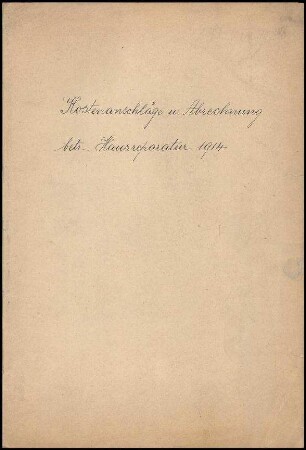 Kostenanschläge u. Abrechnung
betr. Hausreparatur 1914.